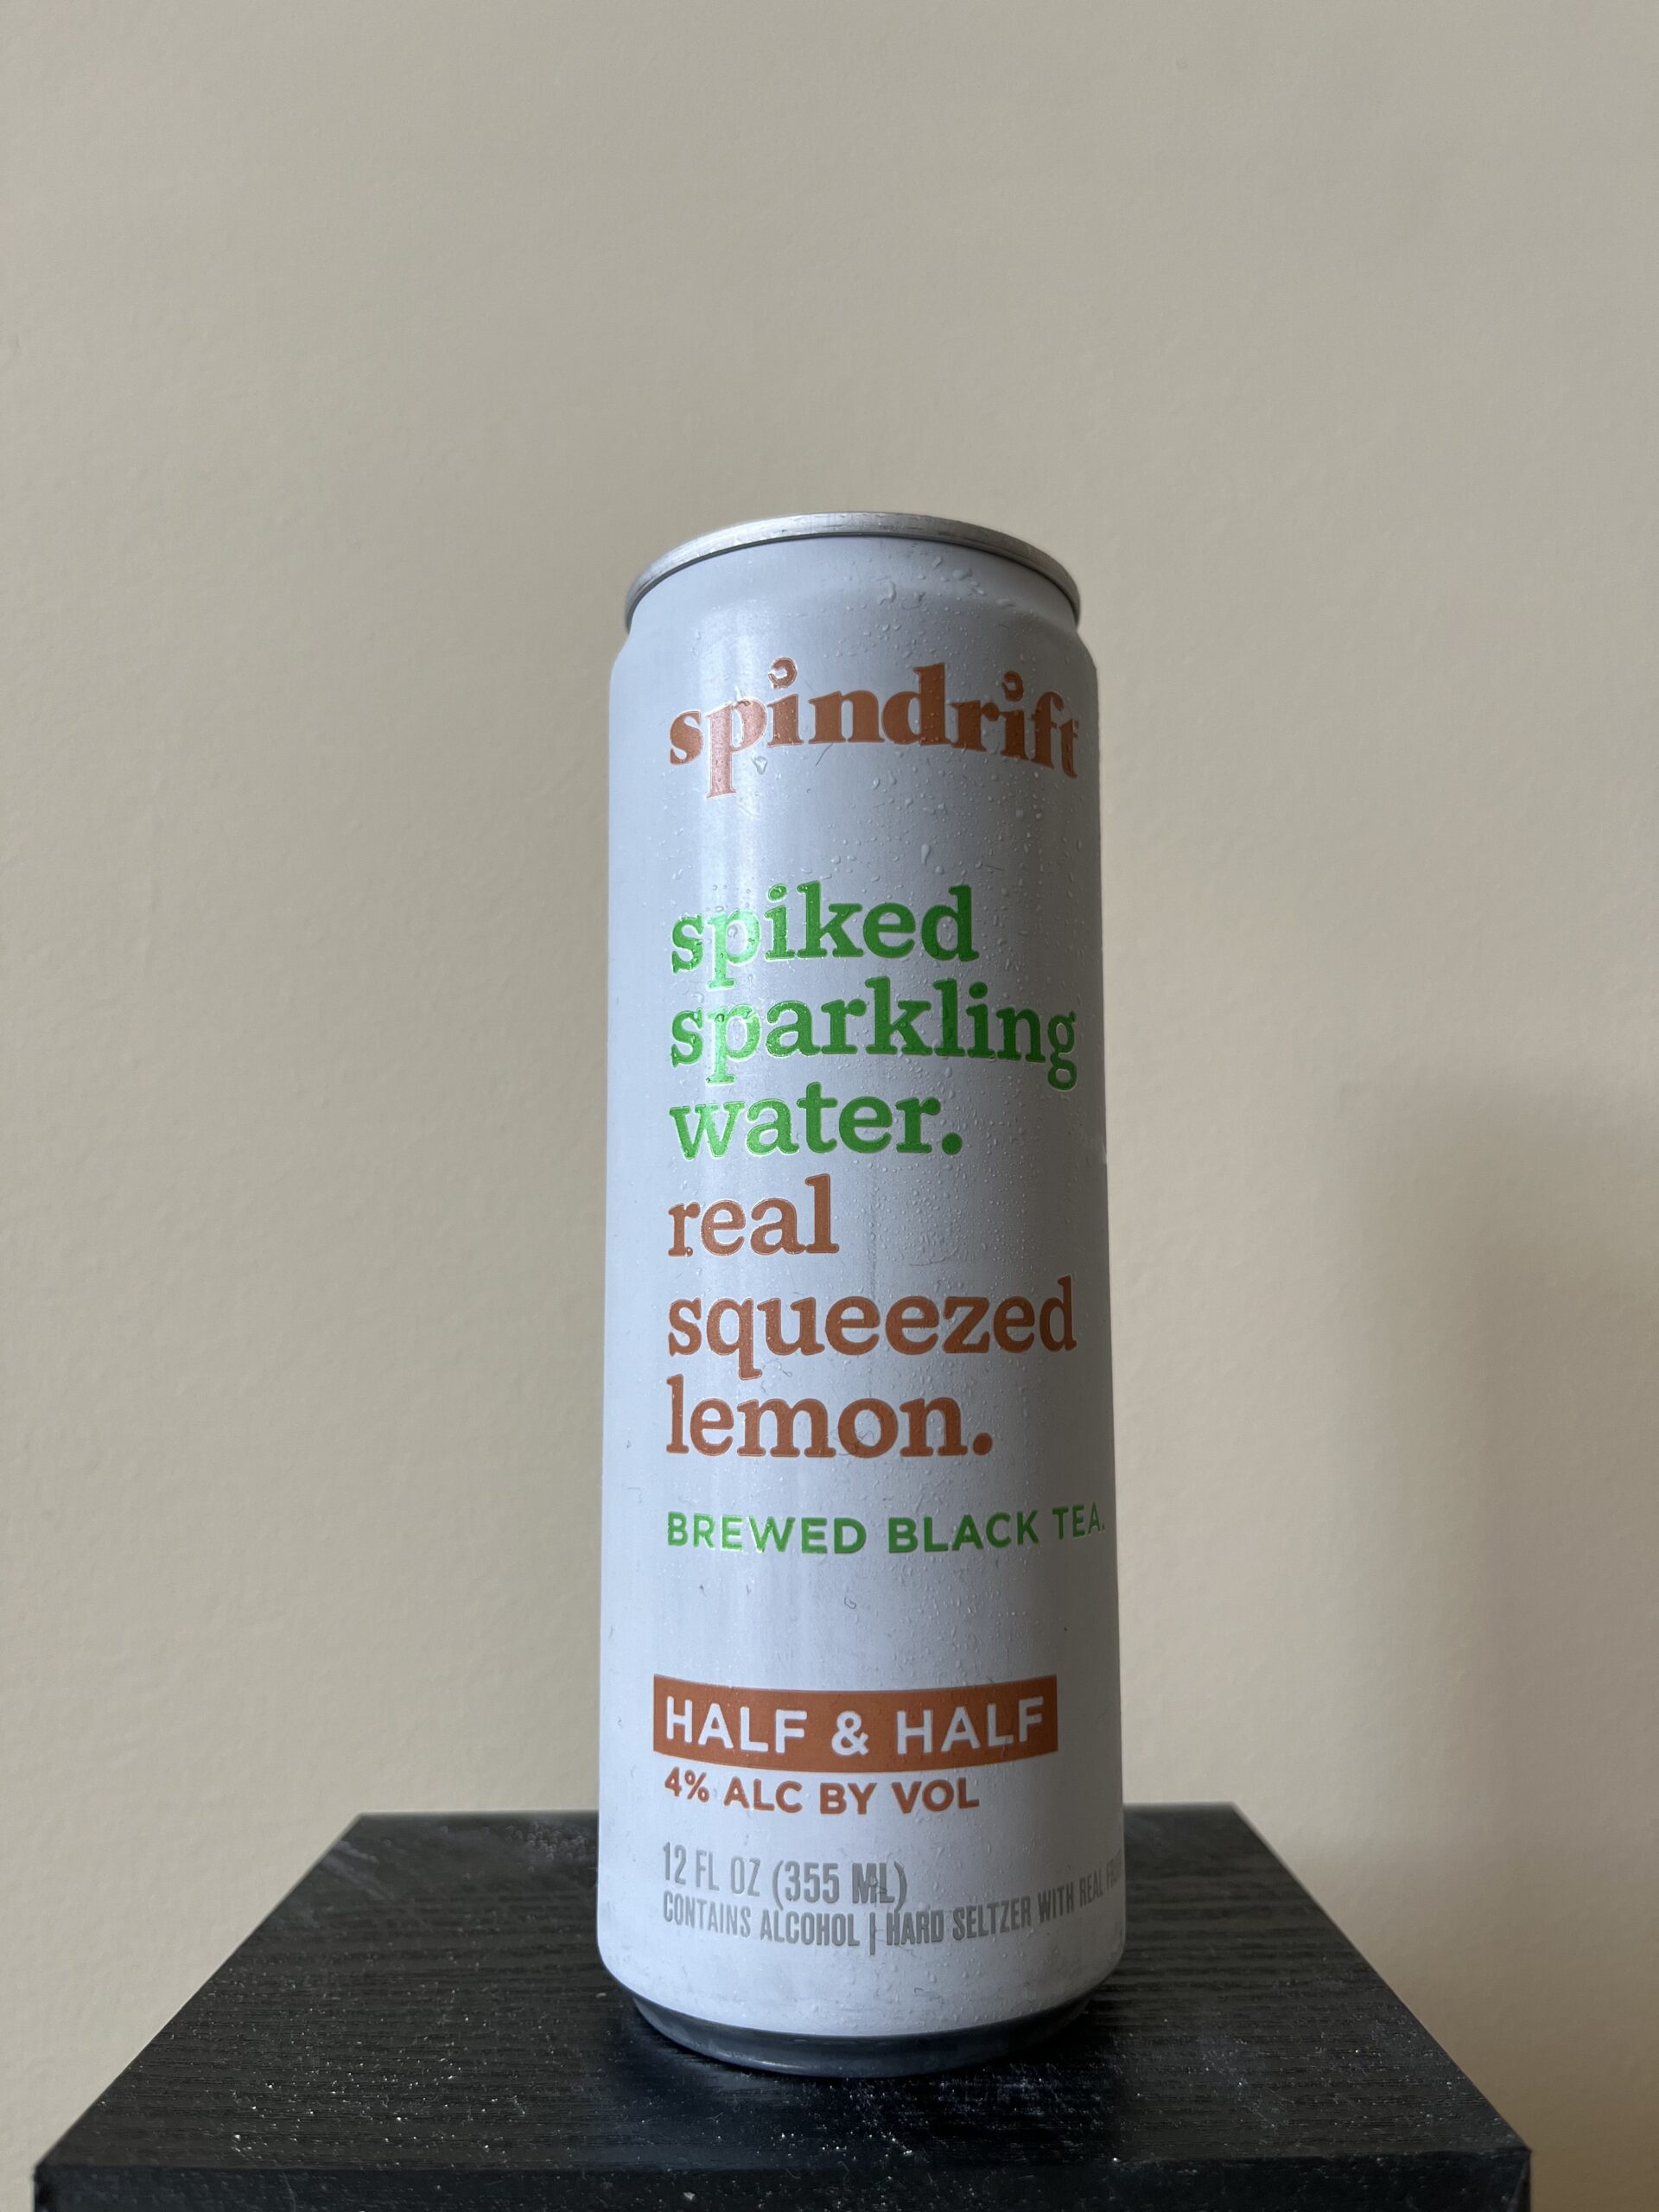 spindrift
spiked
sparkling
water.
real
squeezed
lemon.
BREWED BLACK TEA.
HALF & HALF
4% ALC BY VOL
12 FL OZ (355 ML)
CONTAINS ALCOHOL | HARD SELTZER WITH REAL